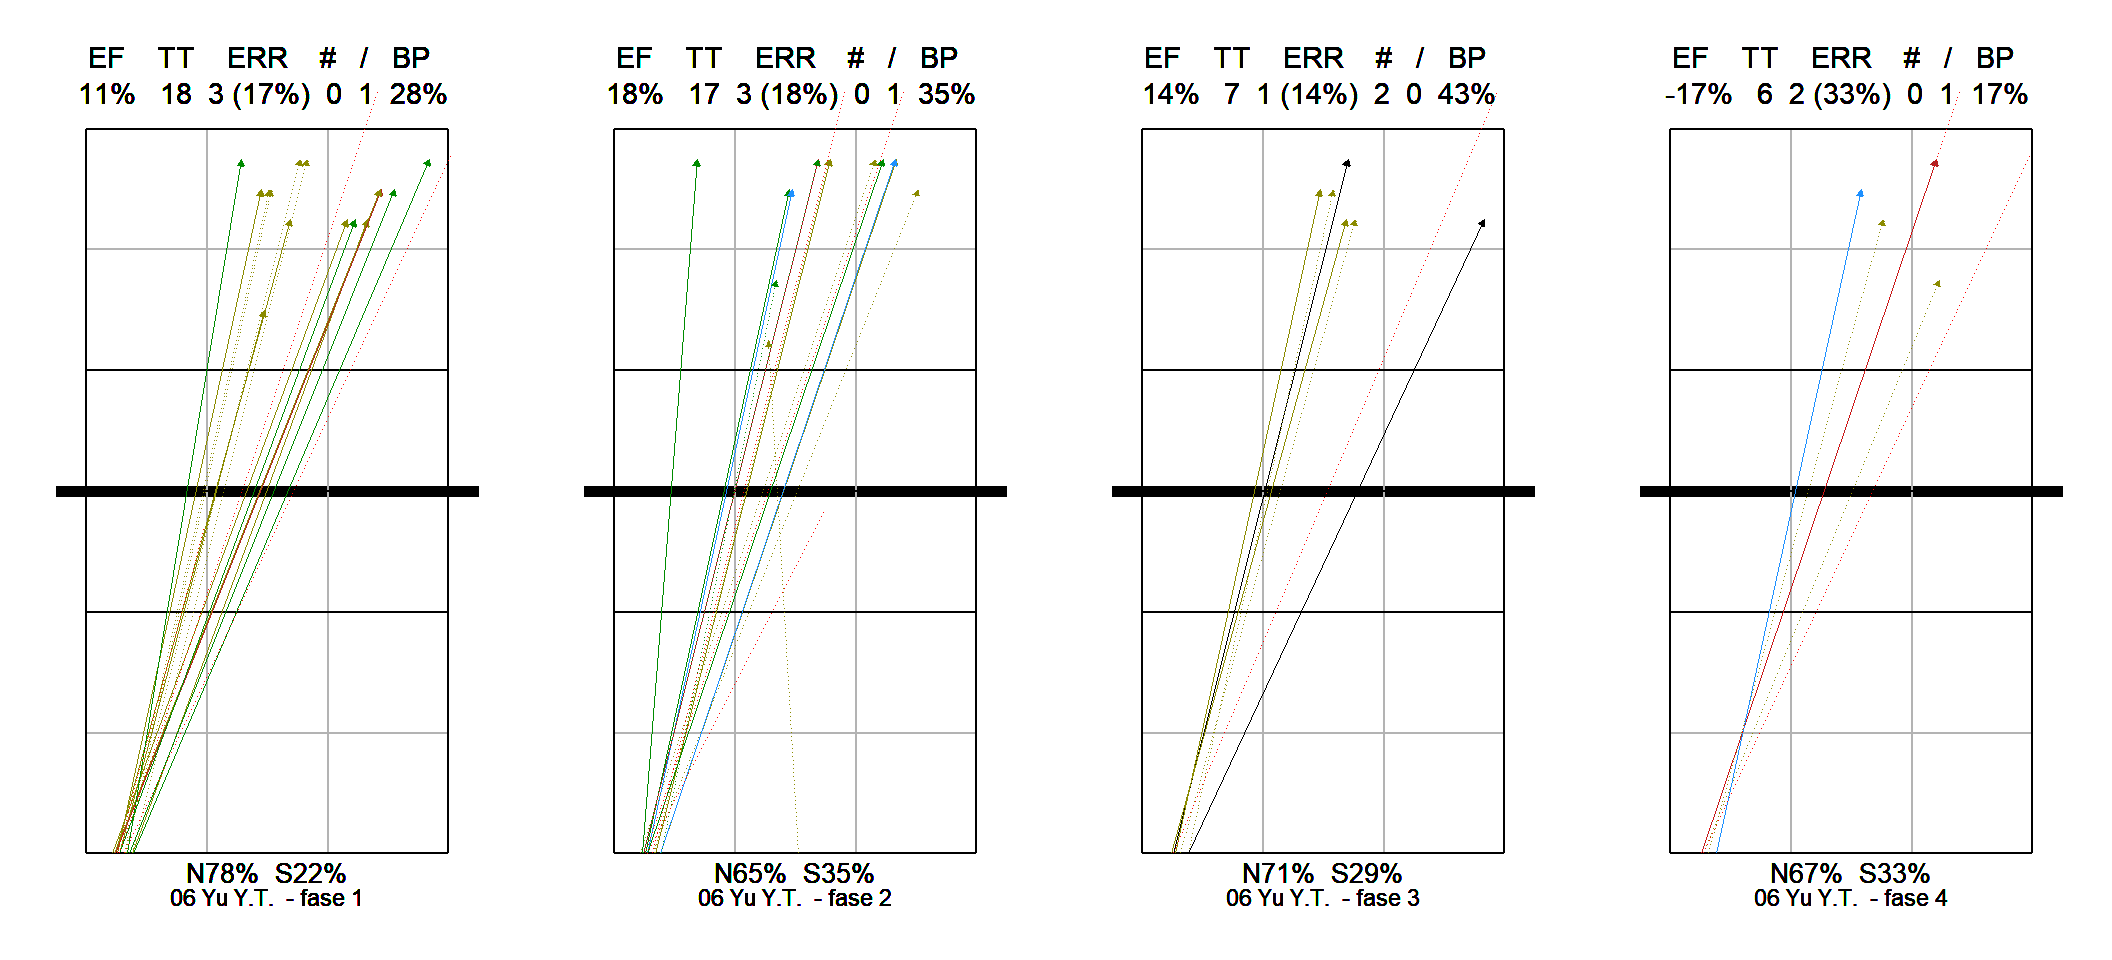 EF TT ERR # / BP
11% 18 3 (17%) 0 1 28%
N78% S22%
06 Yu Y.T. - fase 1
EF TT ERR # / BP
18% 17 3 (18%) 0 1 35%
N65% S35%
06 Yu Y.T. - fase 2
EF TT ERR # / BP
14% 7 1 (14%) 2 0 43%
N71% S29%
06 Yu Y.T. - fase 3
EF TT ERR # / BP
-17% 6 2 (33%) 0 1 17%
N67% S33%
06 Yu Y.T. - fase 4